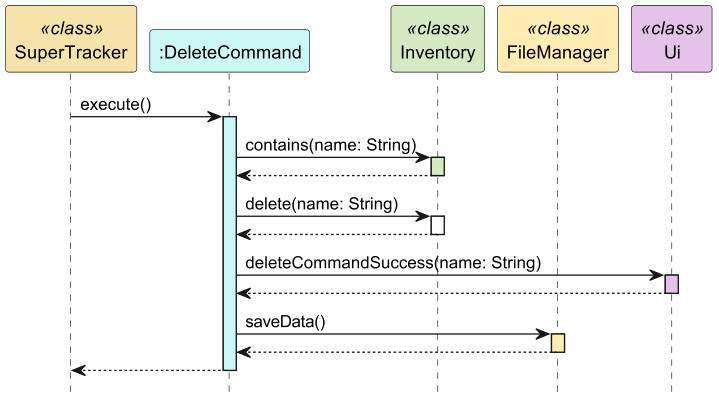 «class»
SuperTracker
:DeleteCommand
«class»
Inventory
«class»
FileManager
«class»
Ui
execute()
contains(name: String)
delete(name: String)
deleteCommandSuccess(name: String)
saveData()